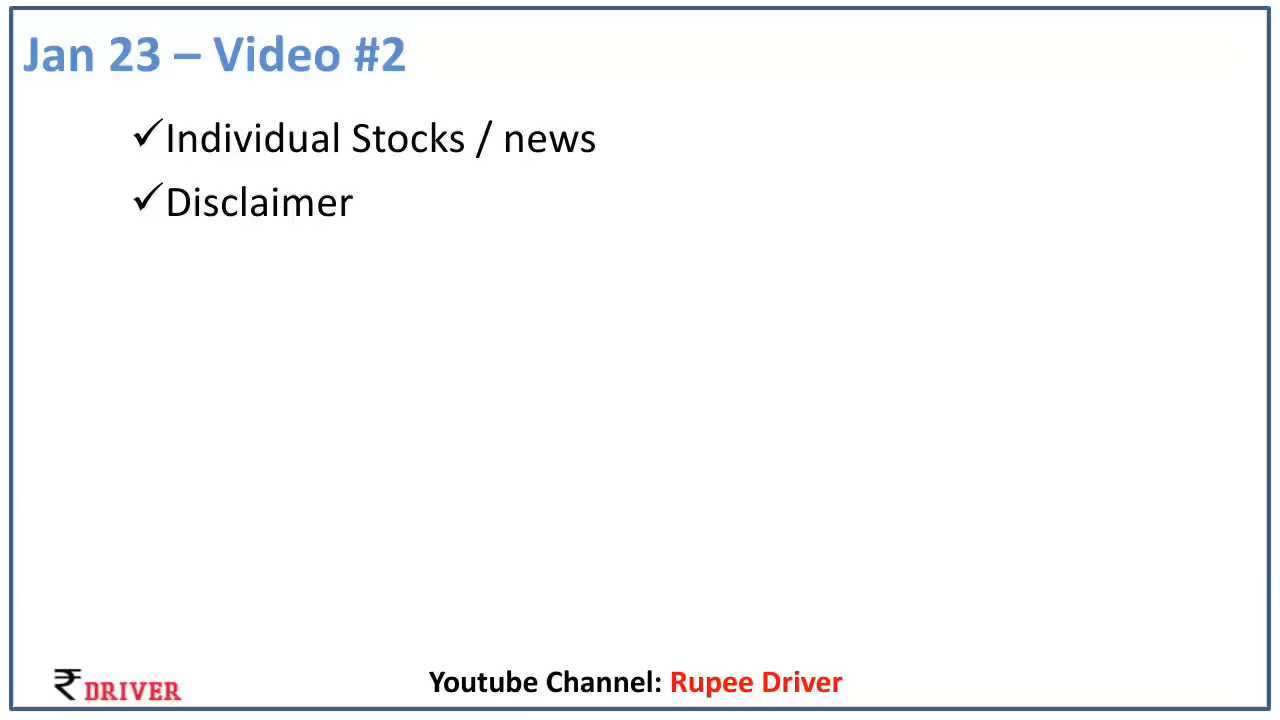 Jan 23 – Video #2
✓Individual Stocks / news
✓Disclaimer
₹ DRIVER
Youtube Channel: Rupee Driver